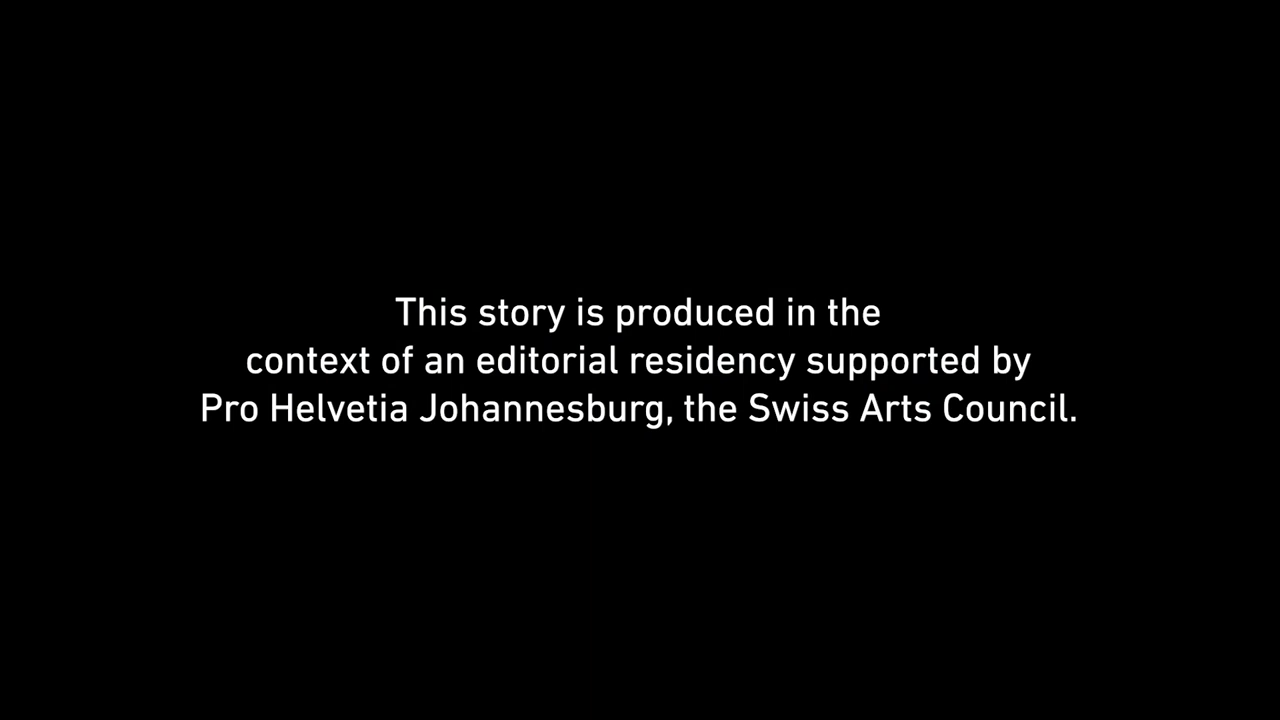 This story is produced in the
context of an editorial residency supported by
Pro Helvetia Johannesburg, the Swiss Arts Council.